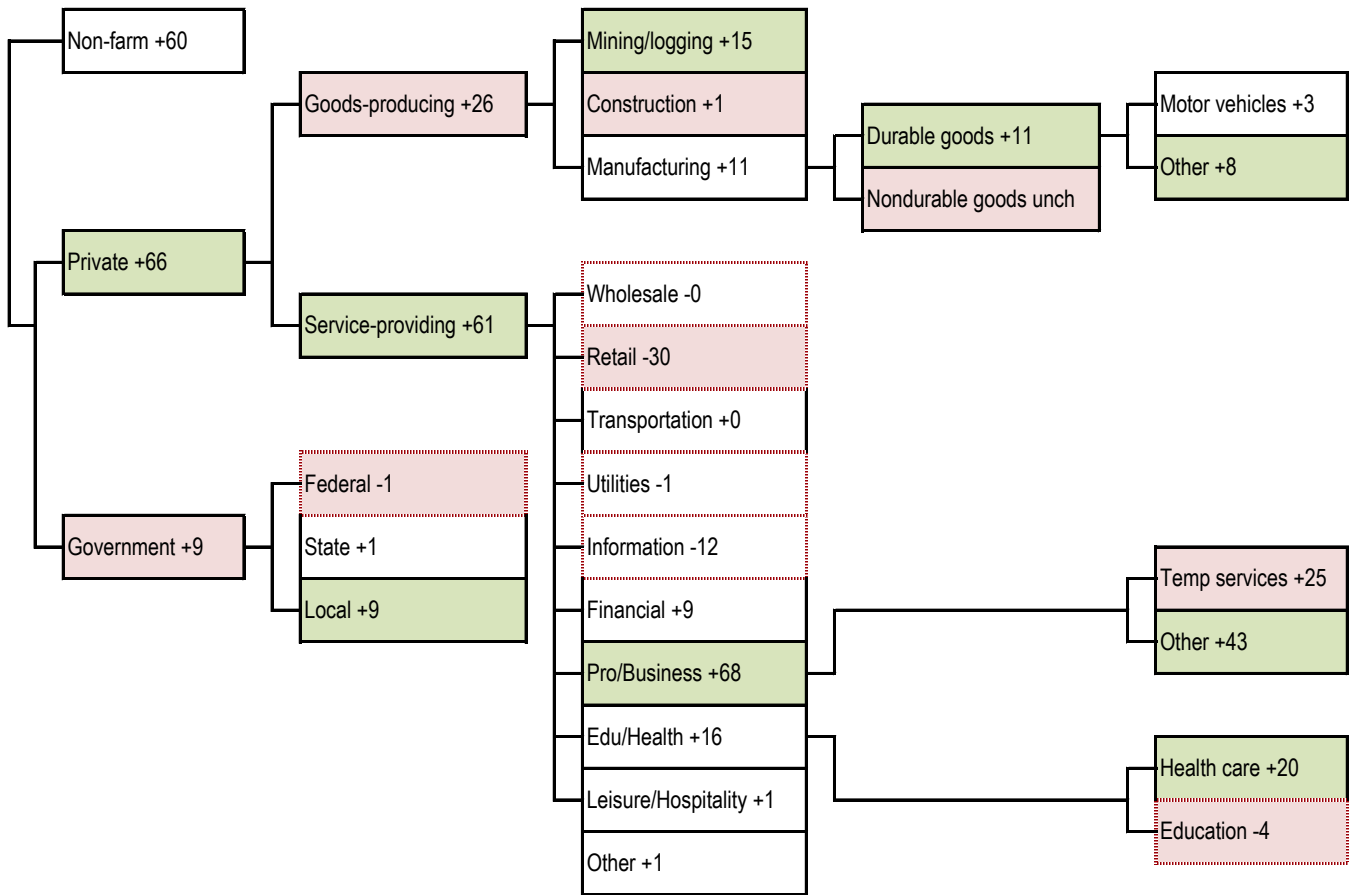 Non-farm +60
Private +66
Government +9
Goods-producing +26
Service-providing +61
Federal -1
State +1
Local +9
Mining/logging +15
Construction +1
Manufacturing +11
Wholesale -0
Retail -30
Transportation +0
Utilities -1
Information -12
Financial +9
Pro/Business +68
Edu/Health +16
Leisure/Hospitality +1
Other +1
Durable goods +11
Nondurable goods unch
Motor vehicles +3
Other +8
Temp services +25
Other +43
Health care +20
Education -4